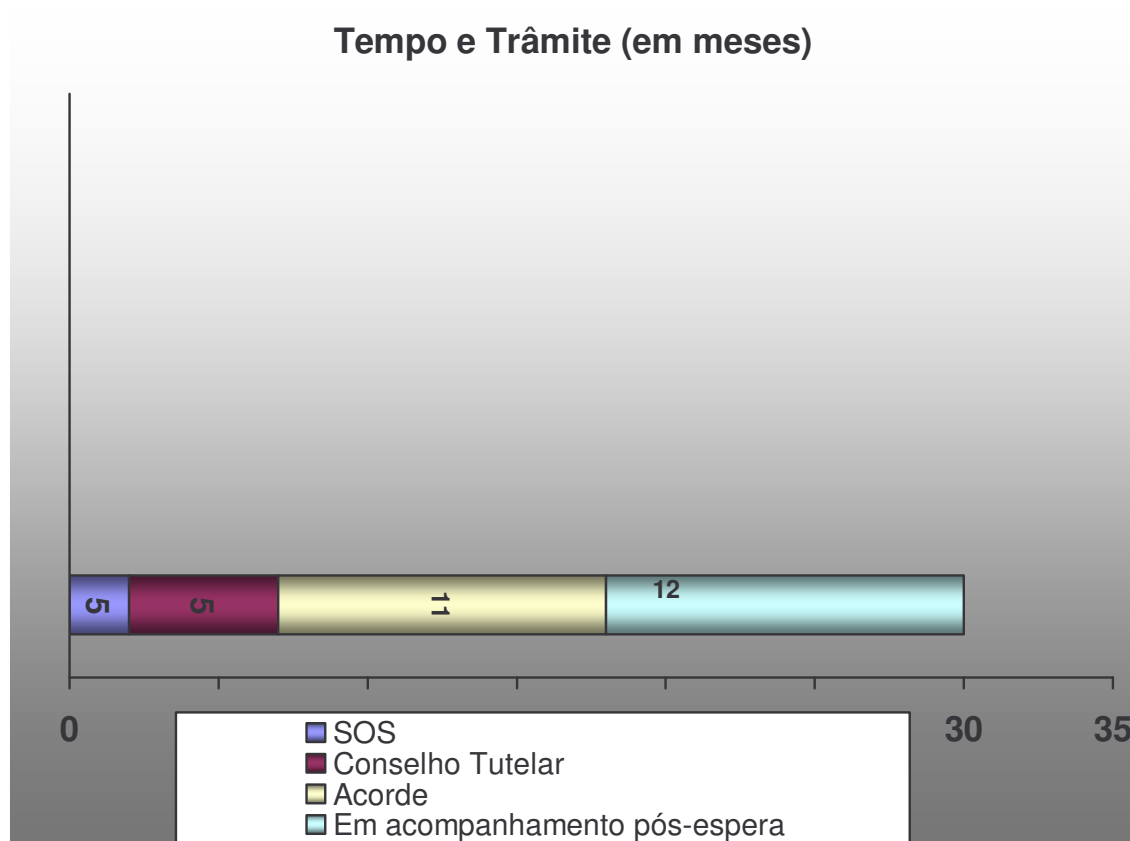 Tempo e Trâmite (em meses)
5 5 11 12
0 30 35
SOS
Conselho Tutelar
Acorde
Em acompanhamento pós-espera